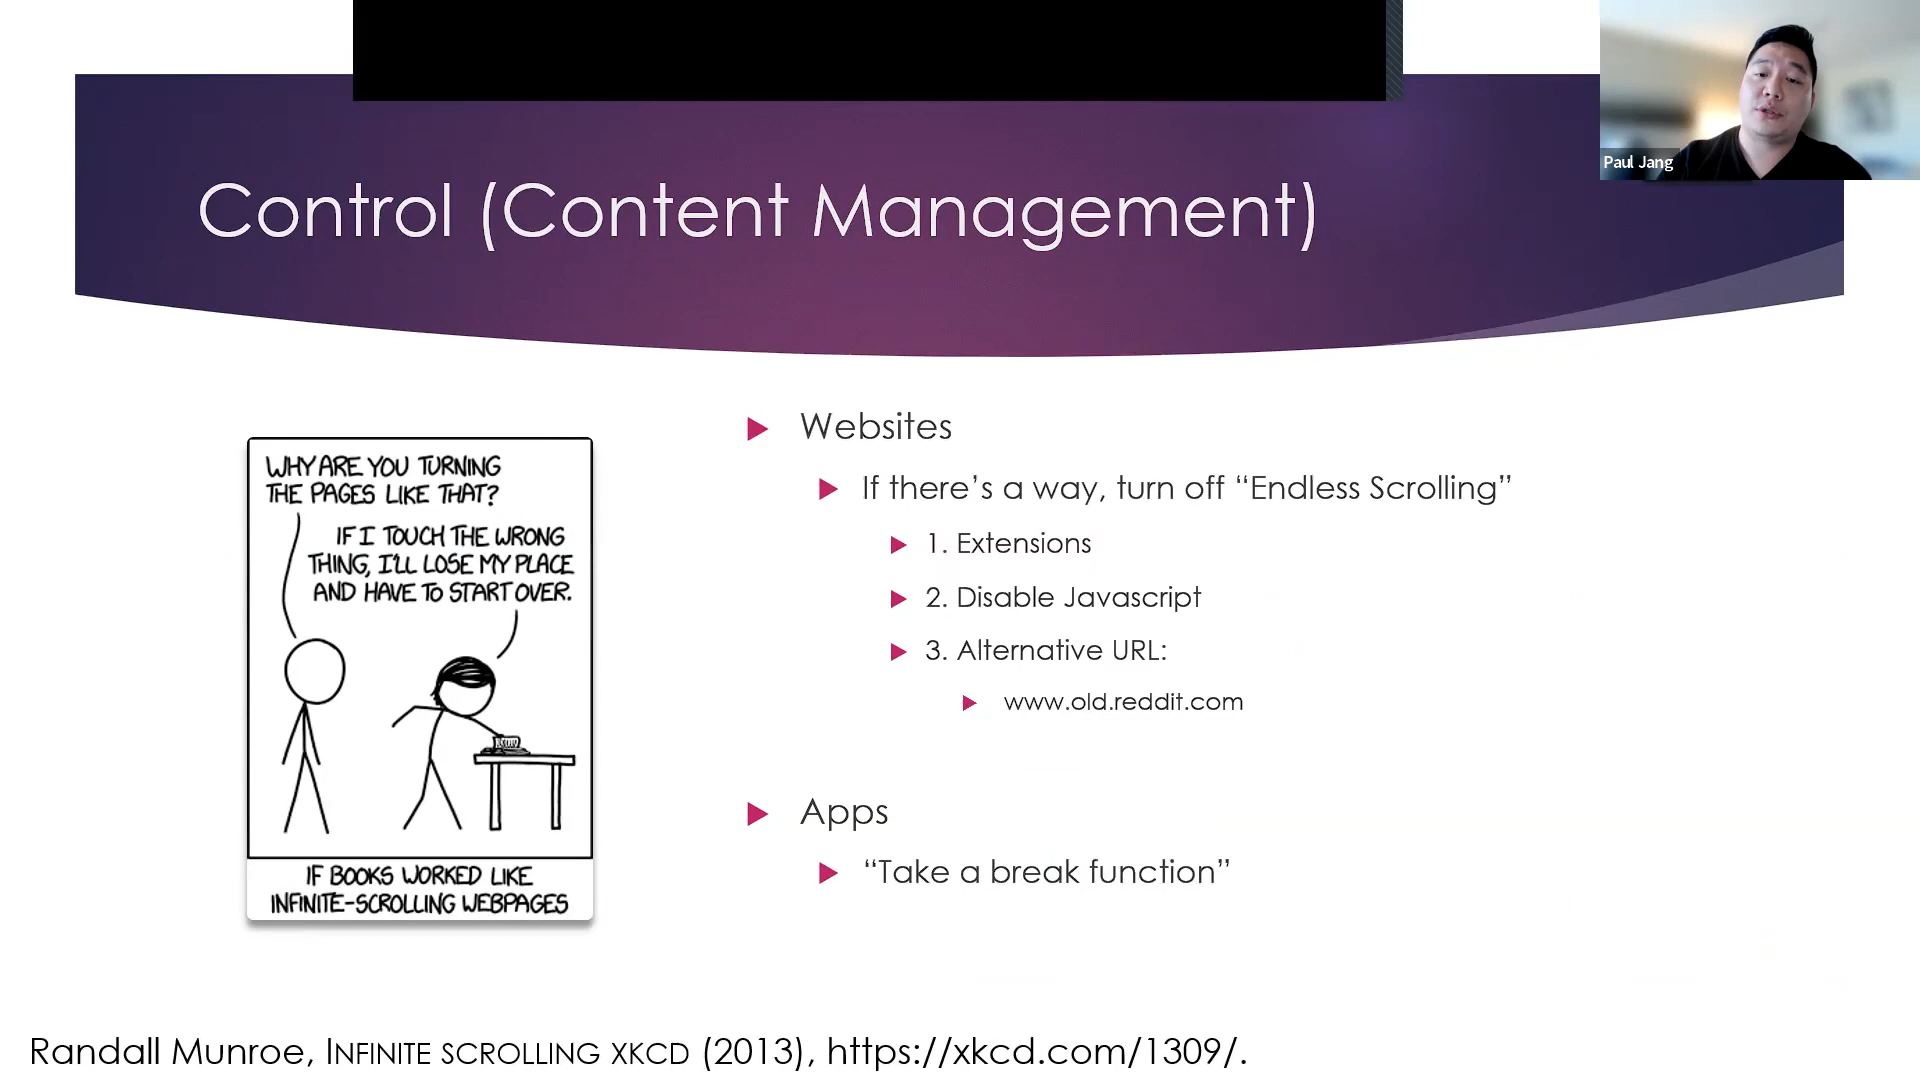 Paul Jang
Control (Content Management)
WHY ARE YOU TURNING
THE PAGES LIKE THAT?
IF I TOUCH THE WRONG
THING, I'LL LOSE MY PLACE
AND HAVE TO START OVER.
IF BOOKS WORKED LIKE
INFINITE-SCROLLING WEBPAGES
Websites
If there’s a way, turn off “Endless Scrolling”
1. Extensions
2. Disable Javascript
3. Alternative URL:
www.old.reddit.com
Apps
“Take a break function”
Randall Munroe, INFINITE SCROLLING XKCD (2013), https://xkcd.com/1309/.